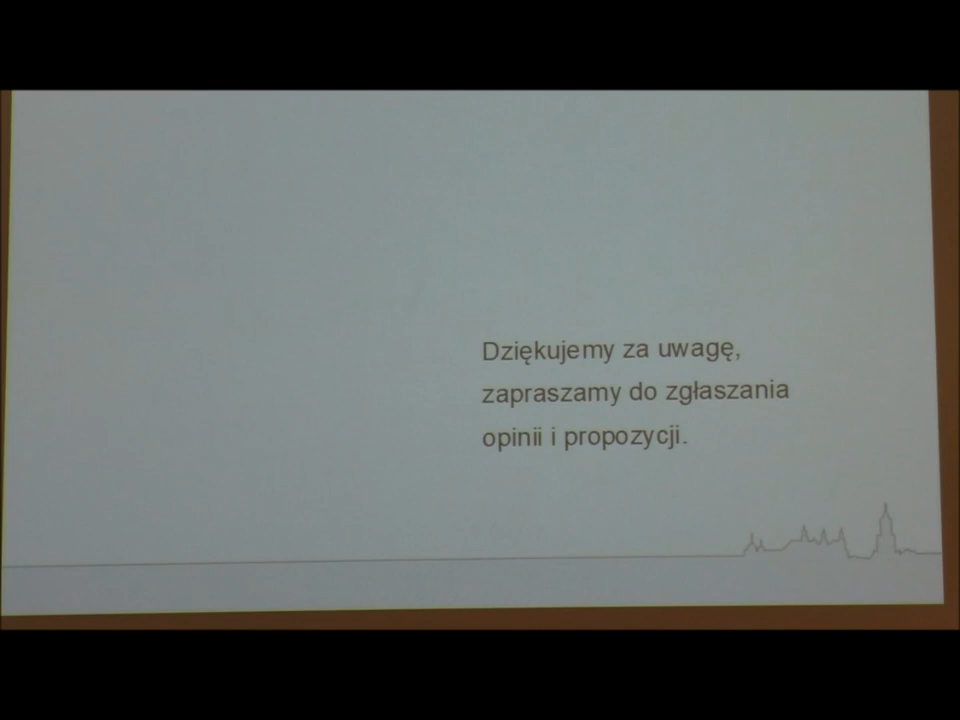 Dziękujemy za uwagę,
zapraszamy do zgłaszania
opinii i propozycji.